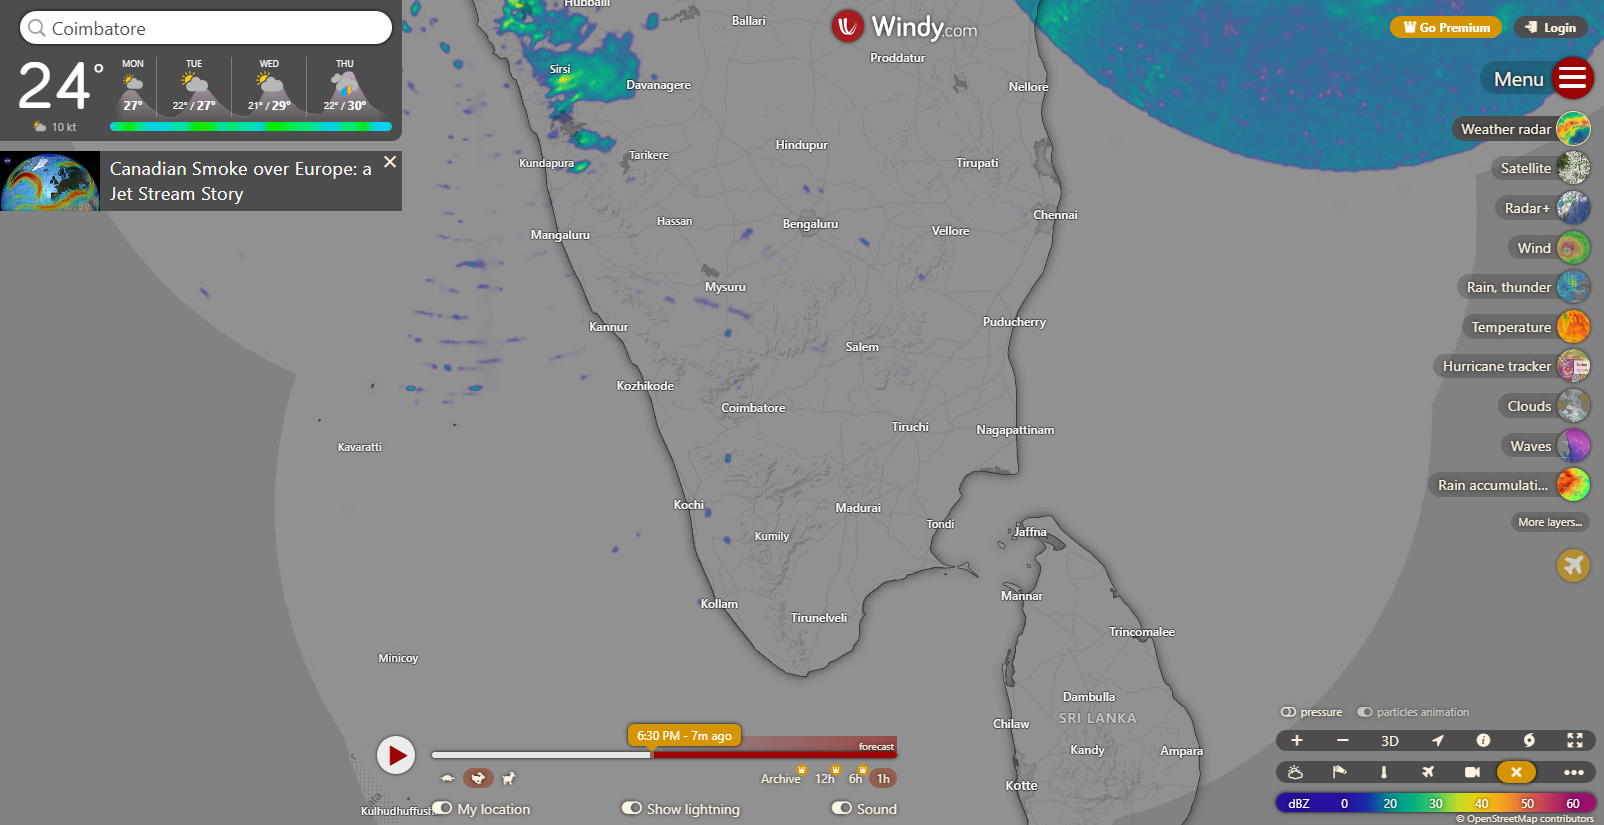 Coimbatore
24°
10 kt
MON
27°
TUE
22° / 27°
WED
21° / 29°
THU
22° / 30°
Canadian Smoke over Europe: a
Jet Stream Story
Windy.com
Go Premium
Login
Menu
Weather radar
Satellite
Radar+
Wind
Rain, thunder
Temperature
Hurricane tracker
Clouds
Waves
Rain accumulati...
More layers...
Hubballi
Ballari
Proddatur
Sirsi
Davanagere
Nellore
Hindupur
Kundapura
Tarikere
Tirupati
Hassan
Bengaluru
Chennai
Mangaluru
Vellore
Mysuru
Kannur
Puducherry
Salem
Kozhikode
Coimbatore
Tiruchi
Nagapattinam
Kavaratti
Kochi
Madurai
Tondi
Kumily
Jaffna
Mannar
Kollam
Tirunelveli
Trincomalee
Minicoy
Dambulla
SRI LANKA
Chilaw
Kandy
Ampara
Kotte
Kulhudhuffush
6:30 PM - 7m ago
forecast
Archive
12h
6h
1h
My location
Show lightning
Sound
pressure
particles animation
3D
dBZ 0 20 30 40 50 60
© OpenStreetMap contributors